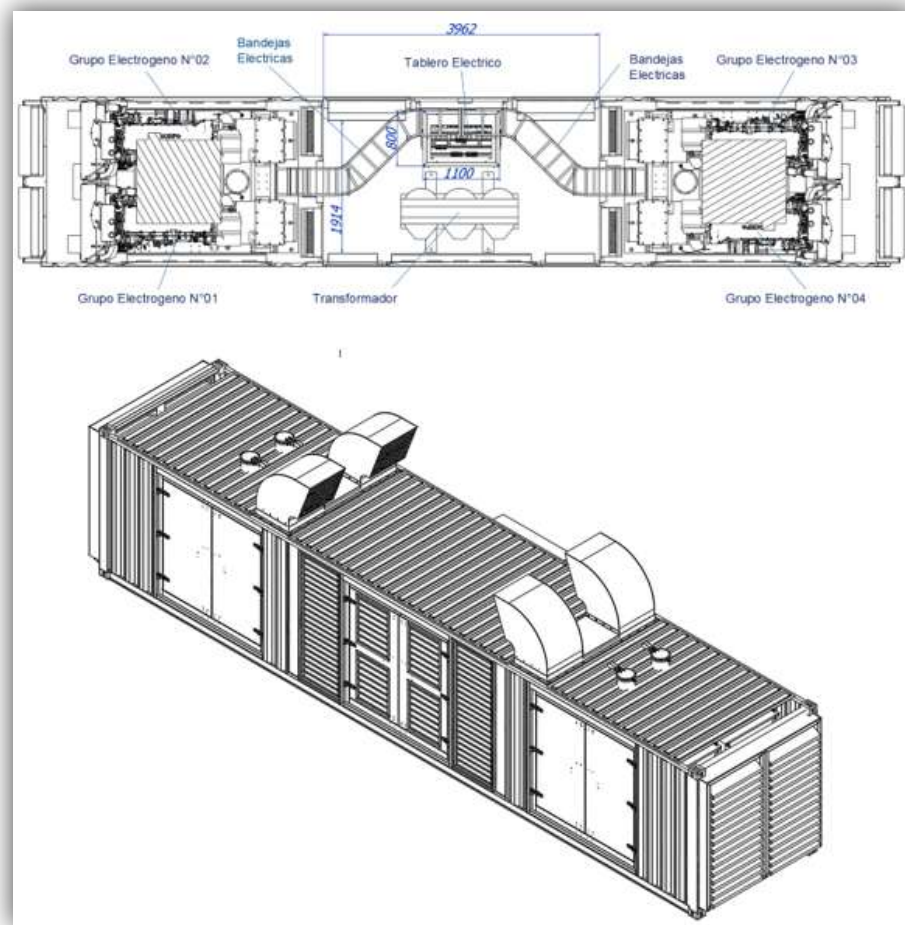 3962
Bandejas
Electricas
Grupo Electrogeno N°02
Tablero Electrico
Bandejas
Electricas
Grupo Electrogeno N°03
800
1100
1914
Grupo Electrogeno N°01
Transformador
Grupo Electrogeno N°04